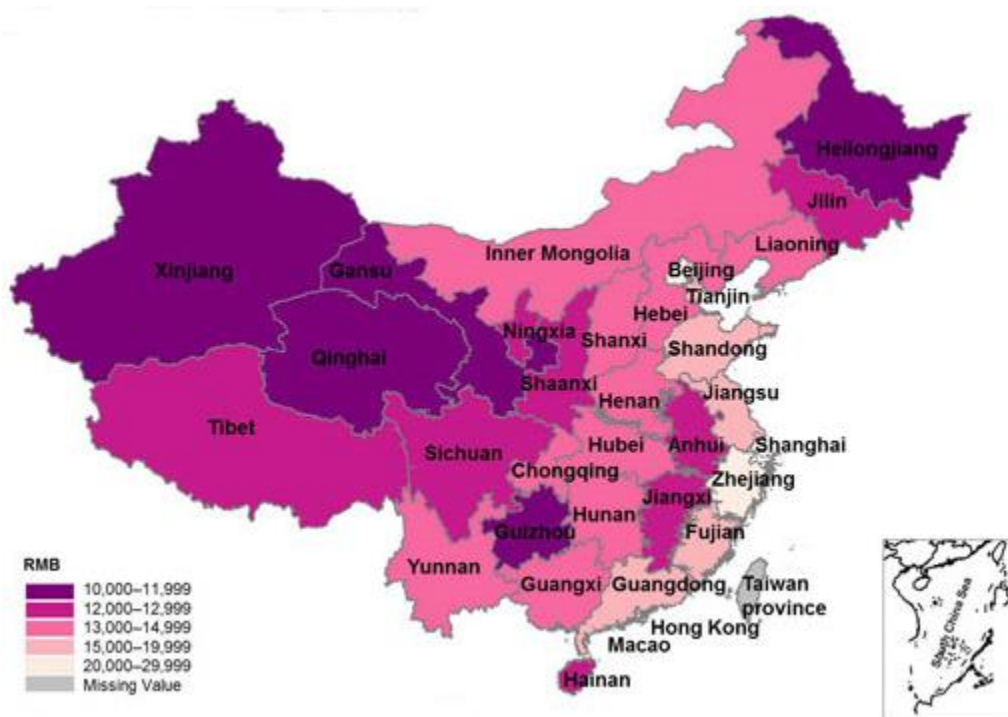 Heilongjiang
Jilin
Liaoning
Inner Mongolia
Xinjiang
Gansu
Beijing
Tianjin
Hebei
Ningxia
Shanxi
Shandong
Qinghai
Shaanxi
Henan
Jiangsu
Tibet
Sichuan
Hubei
Anhui
Shanghai
Chongqing
Zhejiang
Jiangxi
Hunan
Guizhou
Fujian
Yunnan
Guangxi
Guangdong
Taiwan
province
Hong Kong
Macao
Hainan
RMB
10,000–11,999
12,000–12,999
13,000–14,999
15,000–19,999
20,000–29,999
Missing Value
South China Sea